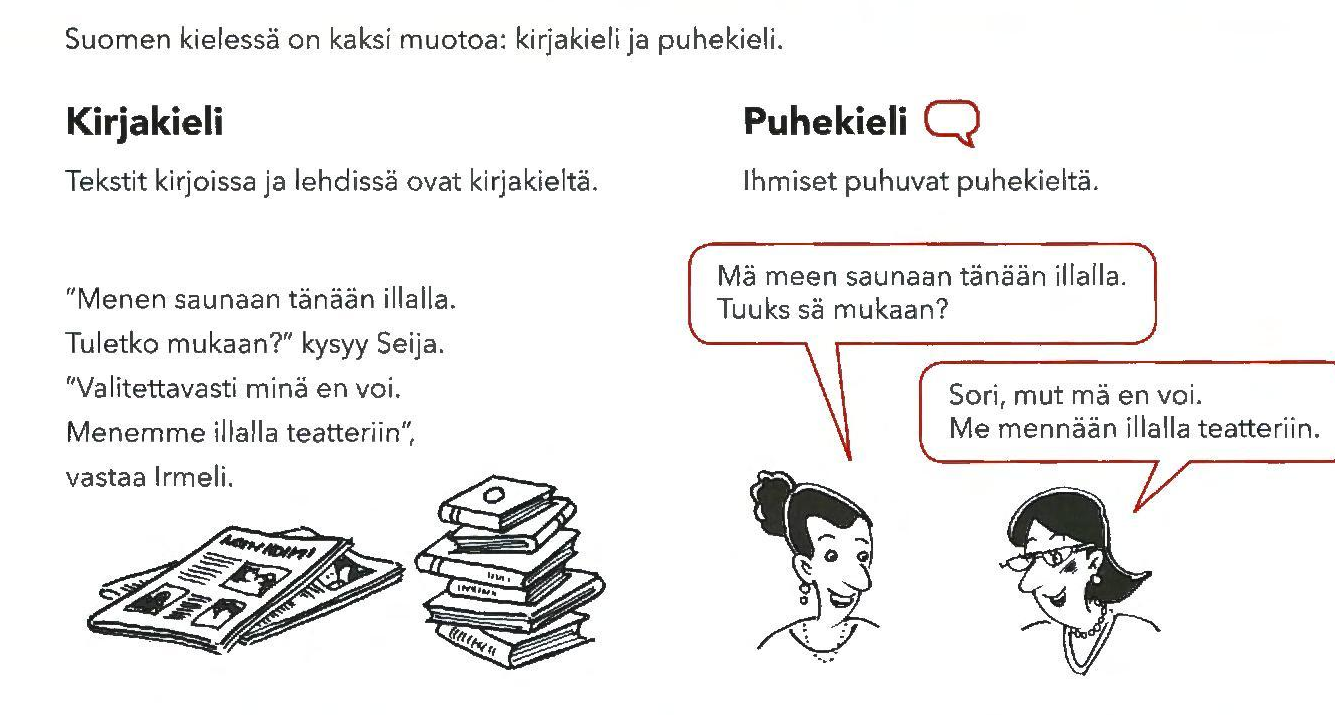 Suomen kielessä on kaksi muotoa: kirjakieli ja puhekieli.
Kirjakieli
Tekstit kirjoissa ja lehdissä ovat kirjakieltä.
"Menen saunaan tänään illalla.
Tuletko mukaan?" kysyy Seija.
"Valitettavasti minä en voi.
Menemme illalla teatteriin",
vastaa Irmeli.
Puhekieli
Ihmiset puhuvat puhekieltä.
Mä meen saunaan tänään illalla.
Tuuks sä mukaan?
Sori, mut mä en voi.
Me mennään illalla teatteriin.